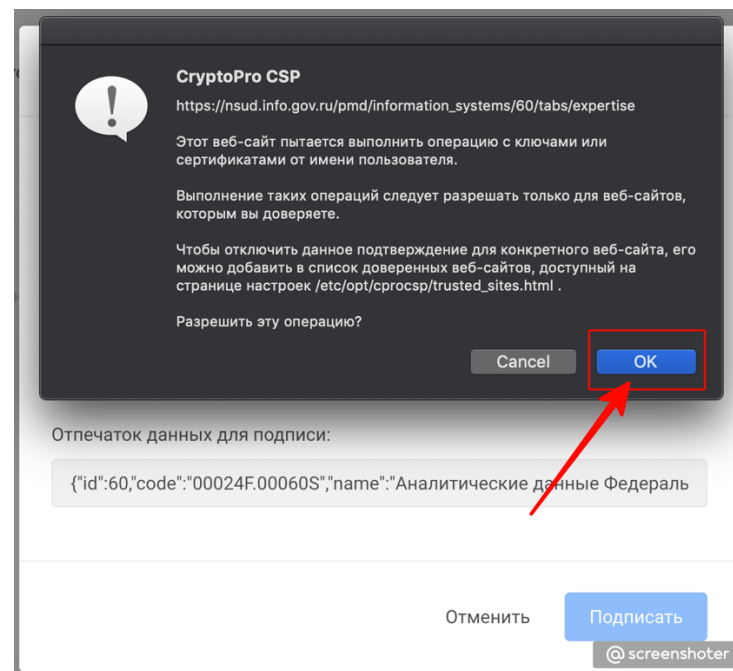 CryptoPro CSP
https://nsud.info.gov.ru/pmd/information_systems/60/tabs/expertise
Этот веб-сайт пытается выполнить операцию с ключами или
сертификатами от имени пользователя.
Выполнение таких операций следует разрешать только для веб-сайтов,
которым вы доверяете.
Чтобы отключить данное подтверждение для конкретного веб-сайта, его
можно добавить в список доверенных веб-сайтов, доступный на
странице настроек /etc/opt/cprocsp/trusted_sites.html .
Разрешить эту операцию?
Cancel
OK
Отпечаток данных для подписи:
{"id":60,"code":"00024F.00060S","name":"Аналитические данные Федераль
Отменить
Подписать
@screenshoter